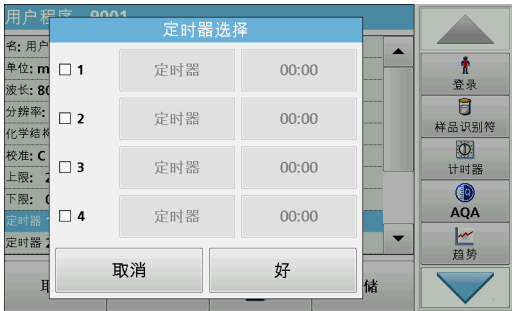 用户程序 9001
定时器选择
名: 用户
单位: m
波长: 80
分辨率:
化学结构
校准: C
上限: 2
下限: 0
定时器
定时器 2
1 定时器 00:00
2 定时器 00:00
3 定时器 00:00
4 定时器 00:00
取消 好
储
登录
样品识别符
计时器
AQA
趋势